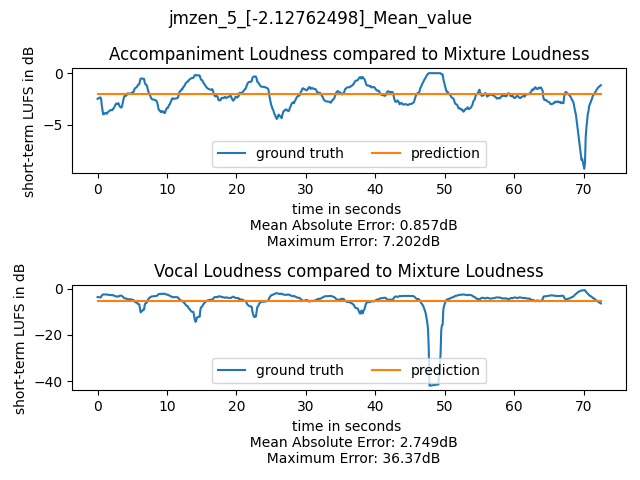 jmzen_5_[-2.12762498]_Mean_value
Accompaniment Loudness compared to Mixture Loudness
short-term LUFS in dB
0
−5
ground truth
prediction
0 10 20 30 40 50 60 70
time in seconds
Mean Absolute Error: 0.857dB
Maximum Error: 7.202dB
Vocal Loudness compared to Mixture Loudness
short-term LUFS in dB
0
−20
−40
ground truth
prediction
0 10 20 30 40 50 60 70
time in seconds
Mean Absolute Error: 2.749dB
Maximum Error: 36.37dB